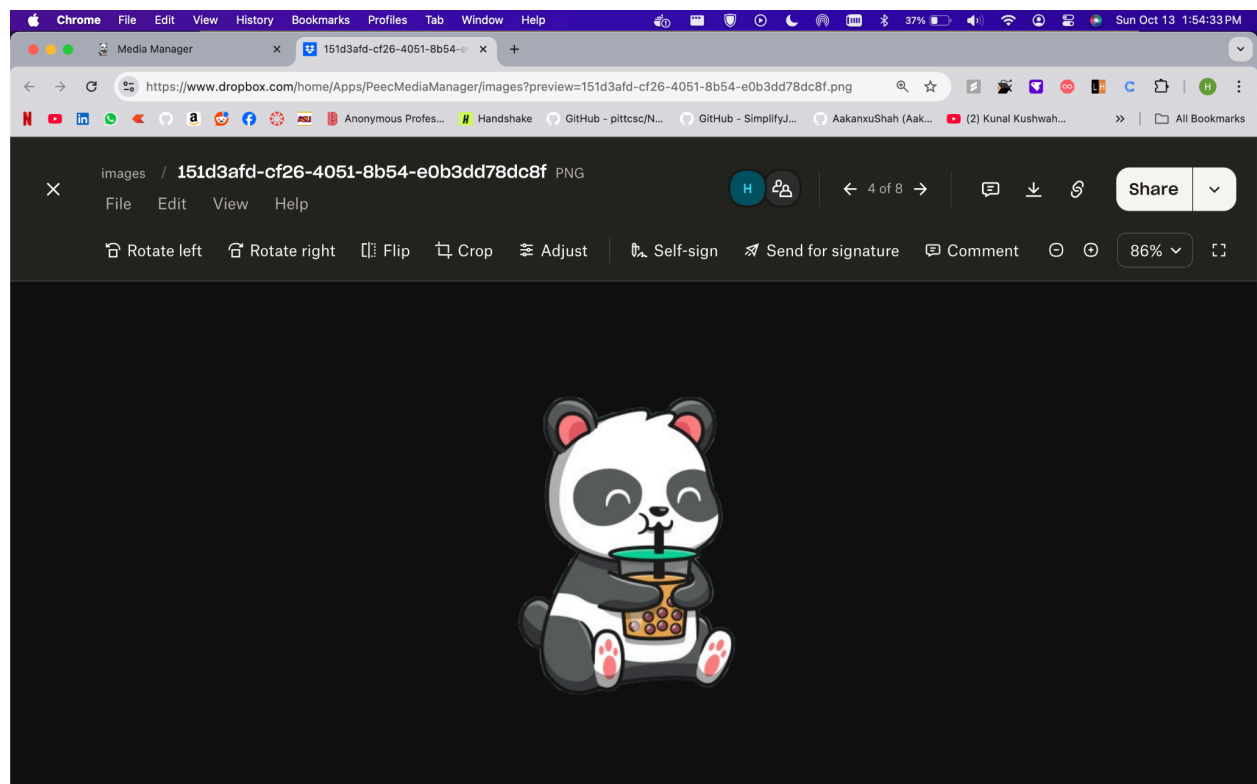 Chrome File Edit View History Bookmarks Profiles Tab Window Help 37% Sun Oct 13 1:54:33 PM
Media Manager 151d3afd-cf26-4051-8b54-e
https://www.dropbox.com/home/Apps/PeecMediaManager/images?preview=151d3afd-cf26-4051-8b54-e0b3dd78dc8f.png
Anonymous Profes... Handshake GitHub - pittcsc/N... GitHub - SimplifyJ... AakanxuShah (Aak... (2) Kunal Kushwah... All Bookmarks
images / 151d3afd-cf26-4051-8b54-e0b3dd78dc8f PNG
File Edit View Help
H
4 of 8
Share
Rotate left Rotate right Flip Crop Adjust Self-sign Send for signature Comment 86%